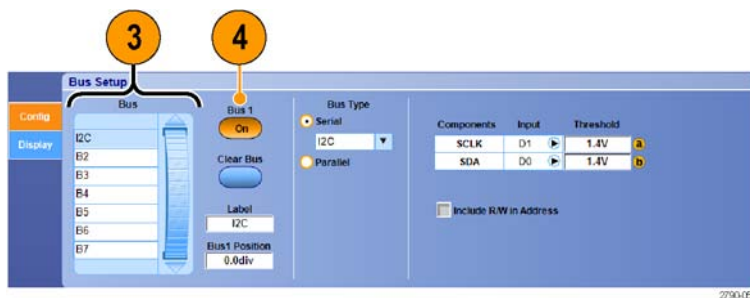 3
4
Bus Setup
Config
Display
Bus
I2C
B2
B3
B4
B5
B6
B7
Bus 1
On
Clear Bus
Label
I2C
Bus1 Position
0.0div
Bus Type
Serial
I2C
Parallel
Components Input Threshold
SCLK D1 1.4V a
SDA D0 1.4V b
Include R/W in Address